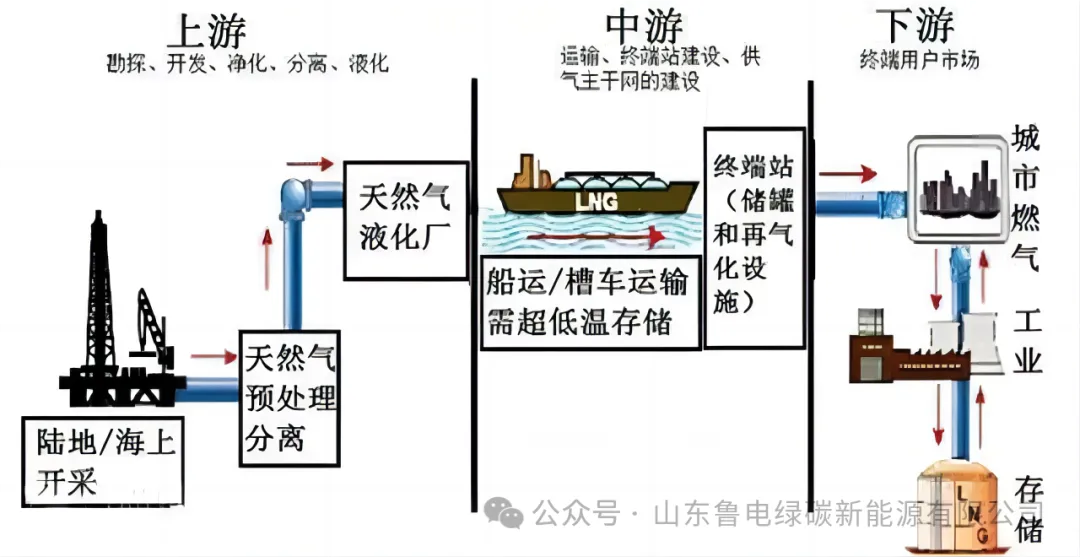 上游
勘探、开发、净化、分离、液化
中游
运输、终端站建设、供
气主干网的建设
下游
终端用户市场
陆地/海上
开采
天然气
预处理
分离
天然气
液化厂
LNG
船运/槽车运输
需超低温存储
终端站
（储罐
和再气
化设
施）
城市燃气
工业
存储
LNG
公众号·山东鲁电绿碳新能源有限公司